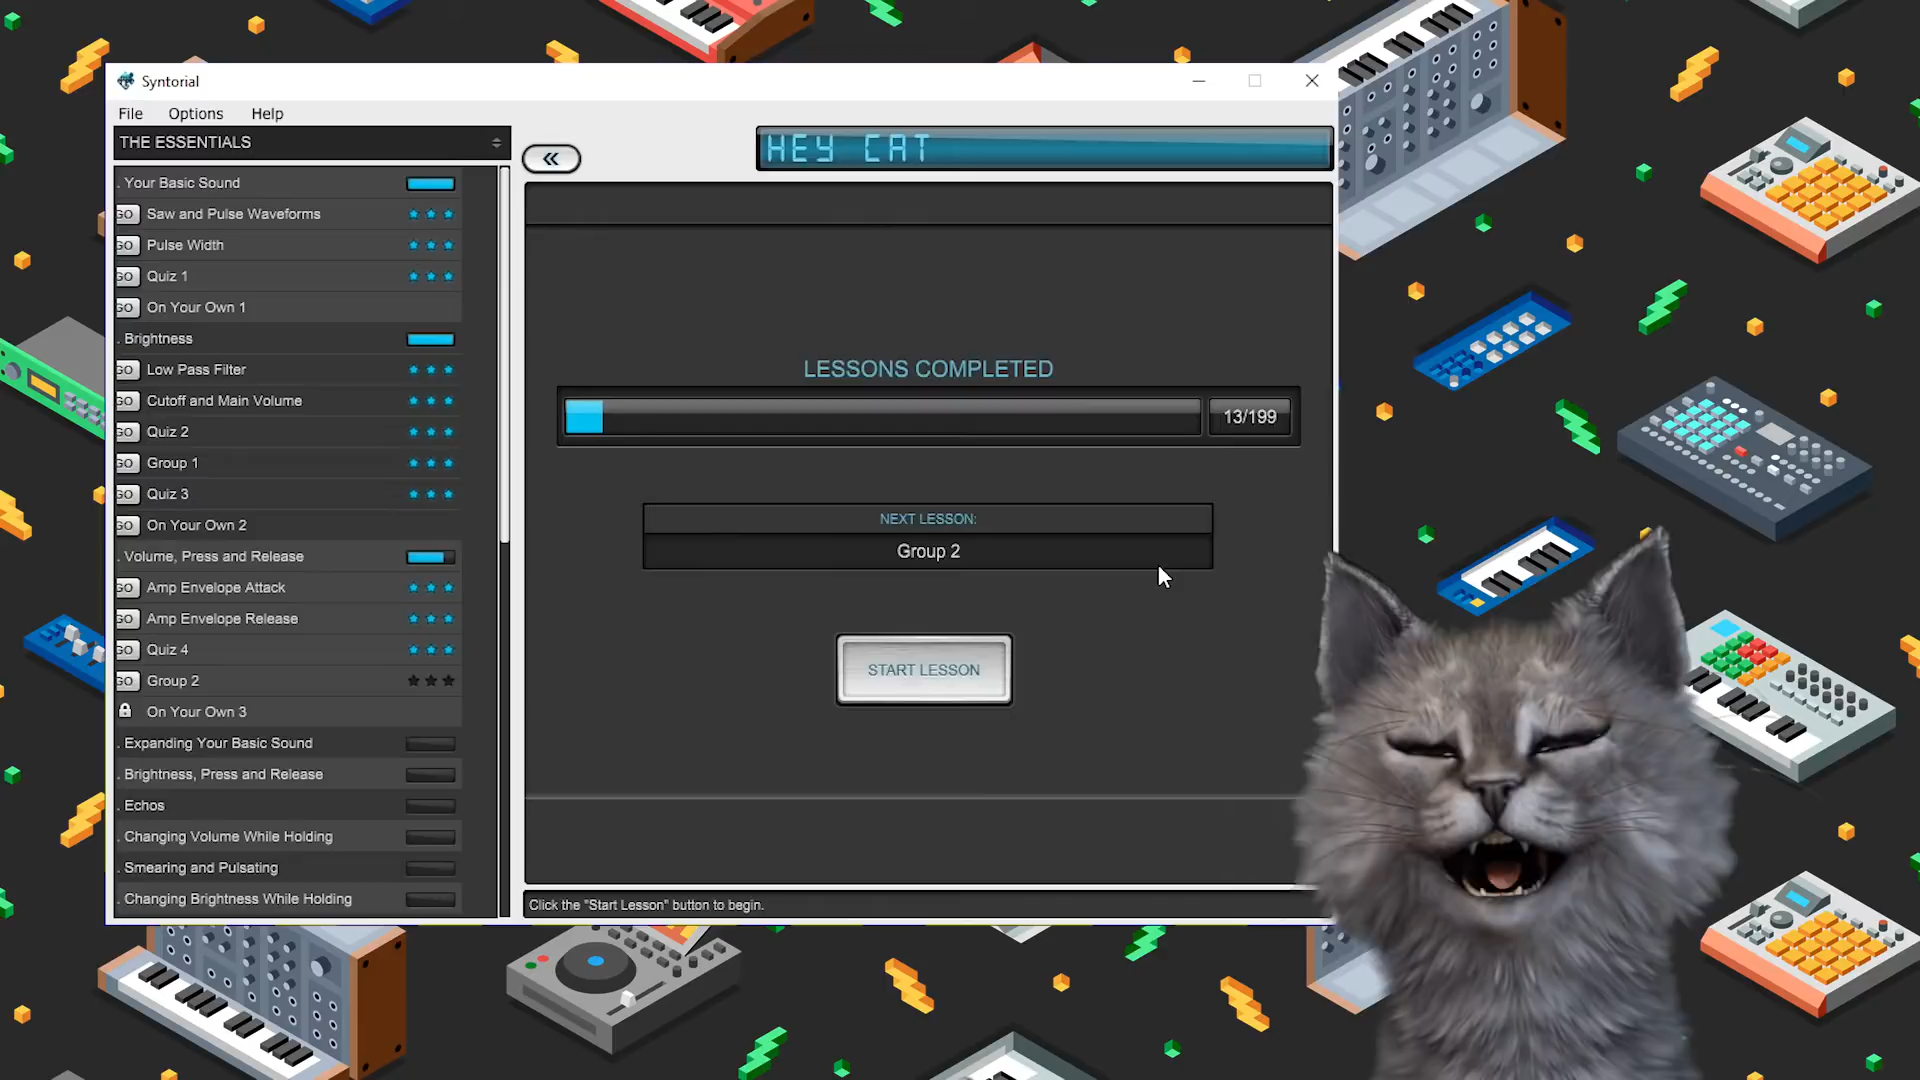 Syntorial
File Options Help
THE ESSENTIALS
HEY CAT
. Your Basic Sound
GO Saw and Pulse Waveforms
GO Pulse Width
GO Quiz 1
GO On Your Own 1
. Brightness
GO Low Pass Filter
GO Cutoff and Main Volume
GO Quiz 2
GO Group 1
GO Quiz 3
GO On Your Own 2
. Volume, Press and Release
GO Amp Envelope Attack
GO Amp Envelope Release
GO Quiz 4
GO Group 2
On Your Own 3
. Expanding Your Basic Sound
. Brightness, Press and Release
. Echos
. Changing Volume While Holding
. Smearing and Pulsating
. Changing Brightness While Holding
LESSONS COMPLETED
13/199
NEXT LESSON:
Group 2
START LESSON
Click the "Start Lesson" button to begin.